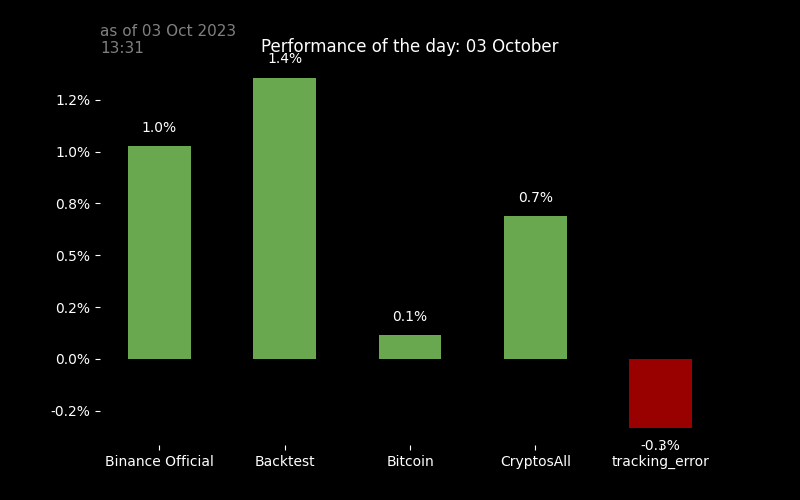 as of 03 Oct 2023
13:31
Performance of the day: 03 October
1.4%
1.2%
1.0%
1.0%
0.8%
0.7%
0.5%
0.2%
0.1%
0.0%
-0.2%
-0.3%
Binance Official
Backtest
Bitcoin
CryptosAll
tracking_error